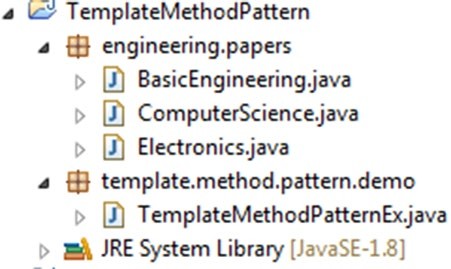 TemplateMethodPattern
engineering.papers
BasicEngineering.java
ComputerScience.java
Electronics.java
template.method.pattern.demo
TemplateMethodPatternEx.java
JRE System Library [JavaSE-1.8]